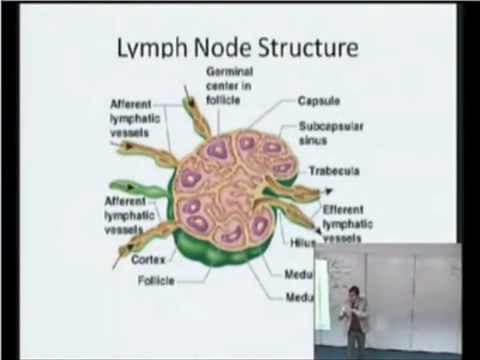 Lymph Node Structure
Germinal
center in
follicle
Afferent
lymphatic
vessels
Capsule
Subcapsular
sinus
Trabecula
Afferent
lymphatic
vessels
Efferent
lymphatic
vessels
Hilus
Cortex
Follicle
Medu
Medu